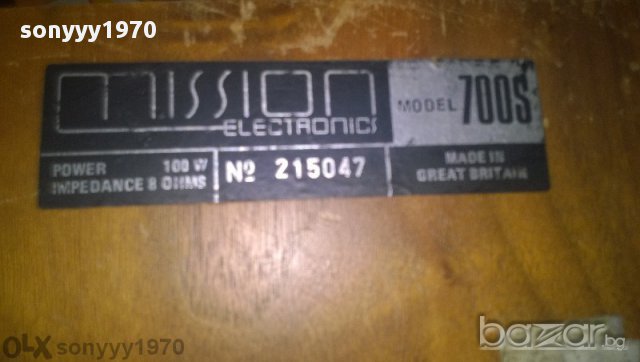 sonyyy1970
mission
ELECTRONICS
MODEL 700S
POWER 100 W
IMPEDANCE 8 OHMS
Nº 215047
MADE IN
GREAT BRITAIN
OLX sonyyy1970
bazar.bg